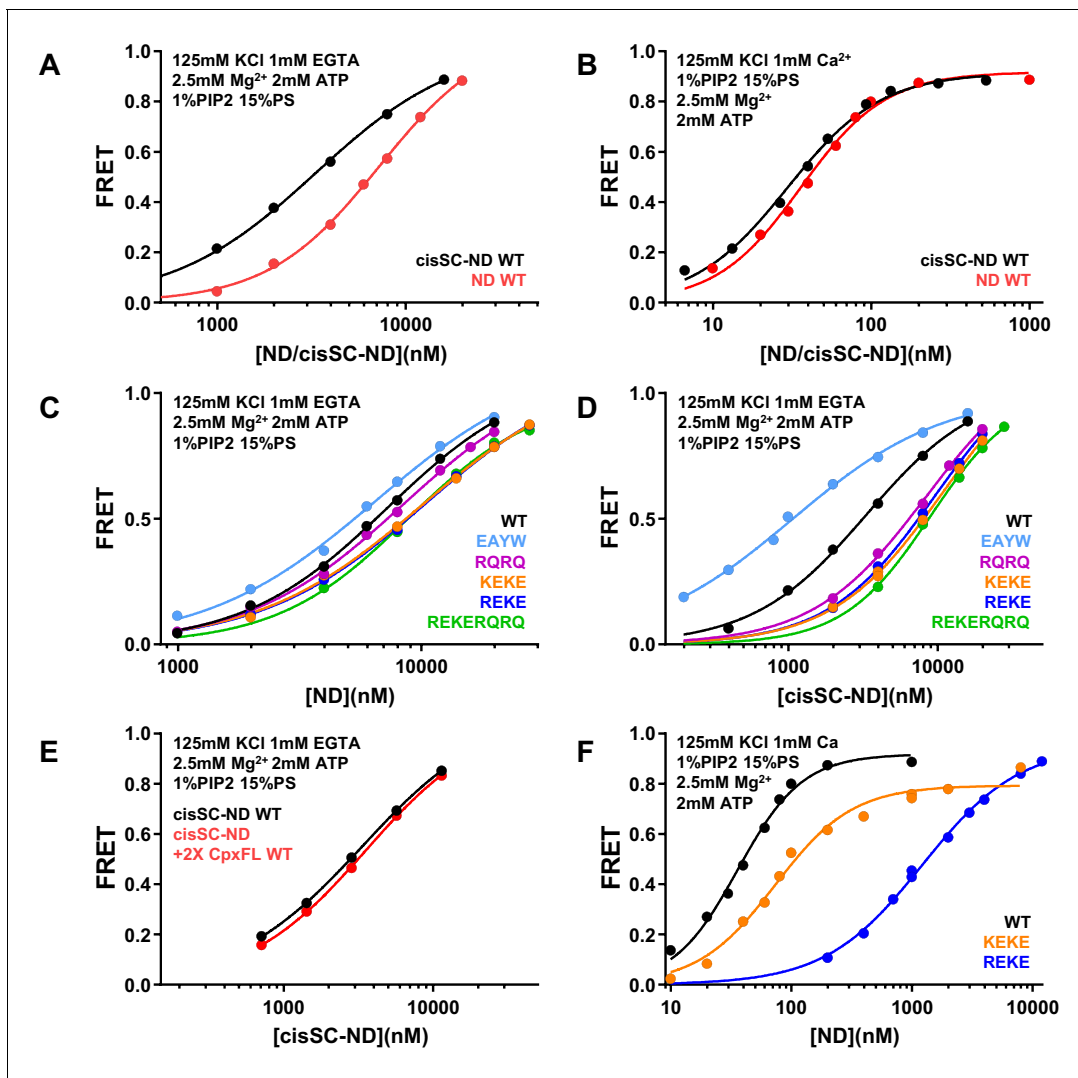 A
125mM KCl 1mM EGTA
2.5mM Mg²⁺ 2mM ATP
1%PIP2 15%PS
1.0
0.8
0.6
0.4
0.2
0.0
FRET
cisSC-ND WT
ND WT
1000
10000
[ND/cisSC-ND](nM)
B
125mM KCl 1mM Ca²⁺
1%PIP2 15%PS
2.5mM Mg²⁺
2mM ATP
1.0
0.8
0.6
0.4
0.2
0.0
FRET
cisSC-ND WT
ND WT
10
100
1000
[ND/cisSC-ND](nM)
C
125mM KCl 1mM EGTA
2.5mM Mg²⁺ 2mM ATP
1%PIP2 15%PS
1.0
0.5
0.0
FRET
WT
EAYW
RQRQ
KEKE
REKE
REKERQRQ
1000
10000
[ND](nM)
D
125mM KCl 1mM EGTA
2.5mM Mg²⁺ 2mM ATP
1%PIP2 15%PS
1.0
0.5
0.0
FRET
WT
EAYW
RQRQ
KEKE
REKE
REKERQRQ
1000
10000
[cisSC-ND](nM)
E
125mM KCl 1mM EGTA
2.5mM Mg²⁺ 2mM ATP
1%PIP2 15%PS
cisSC-ND WT
cisSC-ND
+2X CpxFL WT
1.0
0.8
0.6
0.4
0.2
0.0
FRET
1000
10000
[cisSC-ND](nM)
F
125mM KCl 1mM Ca
1%PIP2 15%PS
2.5mM Mg²⁺
2mM ATP
1.0
0.8
0.6
0.4
0.2
0.0
FRET
WT
KEKE
REKE
10
100
1000
10000
[ND](nM)